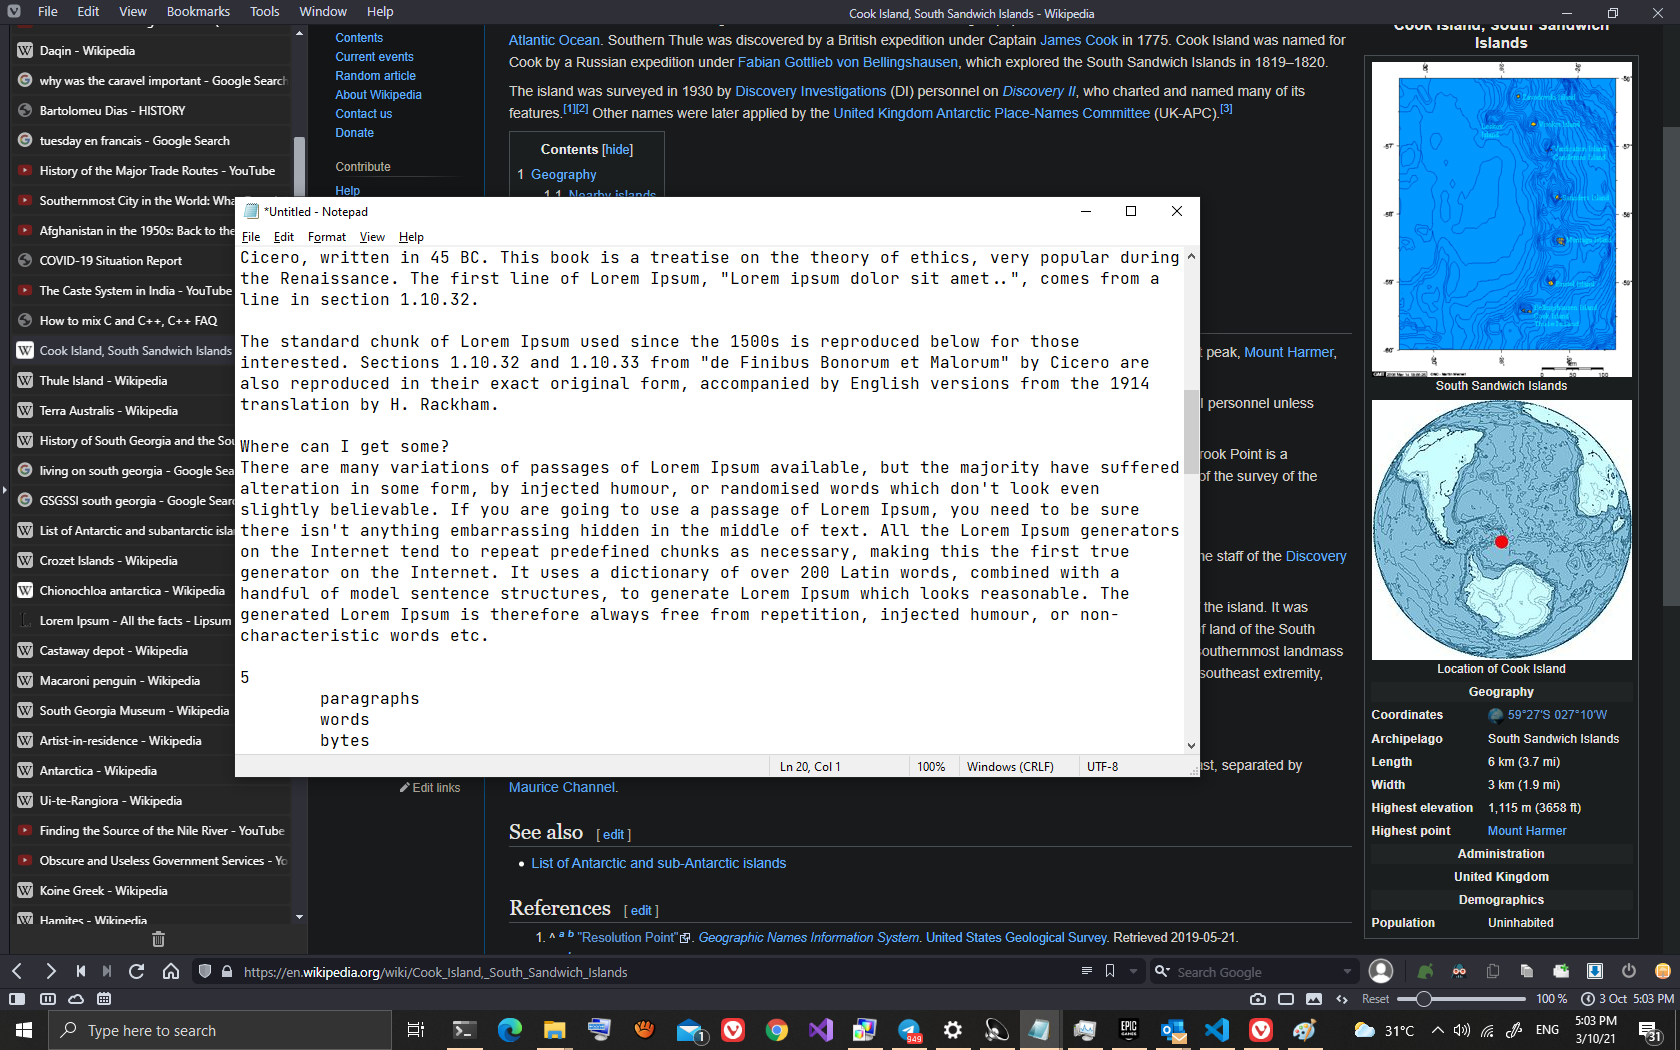 File Edit View Bookmarks Tools Window Help
Cook Island, South Sandwich Islands - Wikipedia
Daqin - Wikipedia
why was the caravel important - Google Search
Bartolomeu Dias - HISTORY
tuesday en francais - Google Search
History of the Major Trade Routes - YouTube
Southernmost City in the World: Wha
Afghanistan in the 1950s: Back to the
COVID-19 Situation Report
The Caste System in India - YouTube
How to mix C and C++, C++ FAQ
Cook Island, South Sandwich Islands
Thule Island - Wikipedia
Terra Australis - Wikipedia
History of South Georgia and the Sou
living on south georgia - Google Sea
GSGSSI south georgia - Google Searc
List of Antarctic and subantarctic islan
Crozet Islands - Wikipedia
Chionochloa antarctica - Wikipedia
Lorem Ipsum - All the facts - Lipsum
Castaway depot - Wikipedia
Macaroni penguin - Wikipedia
South Georgia Museum - Wikipedia
Artist-in-residence - Wikipedia
Antarctica - Wikipedia
Ui-te-Rangiora - Wikipedia
Finding the Source of the Nile River - YouTube
Obscure and Useless Government Services - Yo
Koine Greek - Wikipedia
Hamites - Wikipedia
Contents
Current events
Random article
About Wikipedia
Contact us
Donate
Contribute
Help
Edit links
Atlantic Ocean. Southern Thule was discovered by a British expedition under Captain James Cook in 1775. Cook Island was named for
Cook by a Russian expedition under Fabian Gottlieb von Bellingshausen, which explored the South Sandwich Islands in 1819–1820.
The island was surveyed in 1930 by Discovery Investigations (DI) personnel on Discovery II, who charted and named many of its
features.[1][2] Other names were later applied by the United Kingdom Antarctic Place-Names Committee (UK-APC).[3]
Contents [hide]
1 Geography
1.1 Nearby islands
*Untitled - Notepad
File Edit Format View Help
Cicero, written in 45 BC. This book is a treatise on the theory of ethics, very popular during
the Renaissance. The first line of Lorem Ipsum, "Lorem ipsum dolor sit amet..", comes from a
line in section 1.10.32.
The standard chunk of Lorem Ipsum used since the 1500s is reproduced below for those
interested. Sections 1.10.32 and 1.10.33 from "de Finibus Bonorum et Malorum" by Cicero are
also reproduced in their exact original form, accompanied by English versions from the 1914
translation by H. Rackham.
Where can I get some?
There are many variations of passages of Lorem Ipsum available, but the majority have suffered
alteration in some form, by injected humour, or randomised words which don't look even
slightly believable. If you are going to use a passage of Lorem Ipsum, you need to be sure
there isn't anything embarrassing hidden in the middle of text. All the Lorem Ipsum generators
on the Internet tend to repeat predefined chunks as necessary, making this the first true
generator on the Internet. It uses a dictionary of over 200 Latin words, combined with a
handful of model sentence structures, to generate Lorem Ipsum which looks reasonable. The
generated Lorem Ipsum is therefore always free from repetition, injected humour, or non-
characteristic words etc.
5
paragraphs
words
bytes
Ln 20, Col 1 100% Windows (CRLF) UTF-8
t peak, Mount Harmer,
l personnel unless
rook Point is a
of the survey of the
ne staff of the Discovery
the island. It was
f land of the South
outhernmost landmass
southeast extremity,
st, separated by
Maurice Channel.
See also [ edit ]
• List of Antarctic and sub-Antarctic islands
References [ edit ]
1. ^ a b "Resolution Point". Geographic Names Information System. United States Geological Survey. Retrieved 2019-05-21.
Cook Island, South Sandwich
Islands
South Sandwich Islands
Location of Cook Island
Geography
Coordinates 59°27′S 027°10′W
Archipelago South Sandwich Islands
Length 6 km (3.7 mi)
Width 3 km (1.9 mi)
Highest elevation 1,115 m (3658 ft)
Highest point Mount Harmer
Administration
United Kingdom
Demographics
Population Uninhabited
https://en.wikipedia.org/wiki/Cook_Island,_South_Sandwich_Islands
Search Google
Reset 100 % 3 Oct 5:03 PM
Type here to search
1
949
EPIC GAMES
31°C
ENG
5:03 PM
3/10/21
31